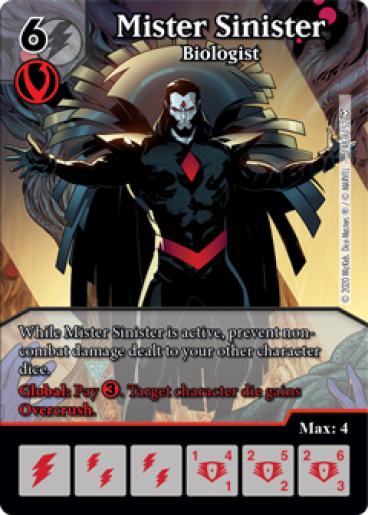 6
Mister Sinister
Biologist
While Mister Sinister is active, prevent non-
combat damage dealt to your other character
dice.
Global: Pay 3. Target character die gains
Overcrush.
Max: 4
1 4 1
2 5 2
2 6 3